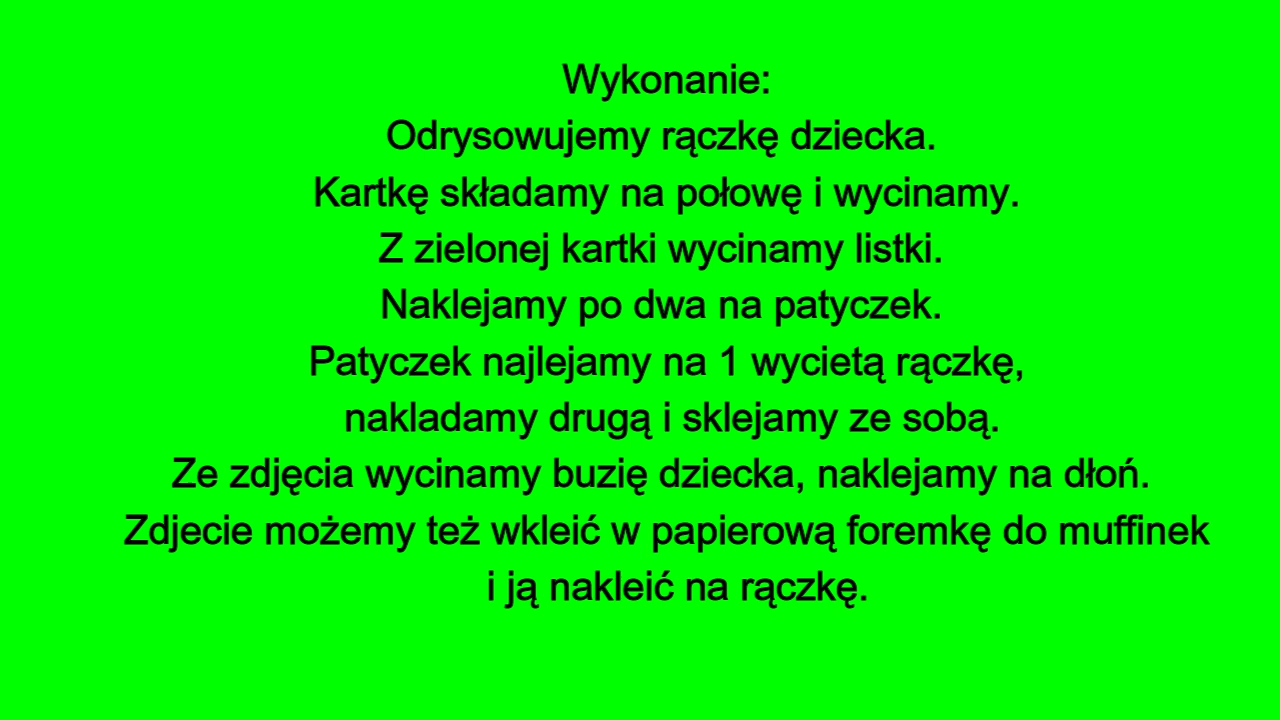 Wykonanie:
Odrysowujemy rączkę dziecka.
Kartkę składamy na połowę i wycinamy.
Z zielonej kartki wycinamy listki.
Naklejamy po dwa na patyczek.
Patyczek najlejamy na 1 wycietą rączkę,
nakladamy drugą i sklejamy ze sobą.
Ze zdjęcia wycinamy buzię dziecka, naklejamy na dłoń.
Zdjecie możemy też wkleić w papierową foremkę do muffinek
i ją nakleić na rączkę.